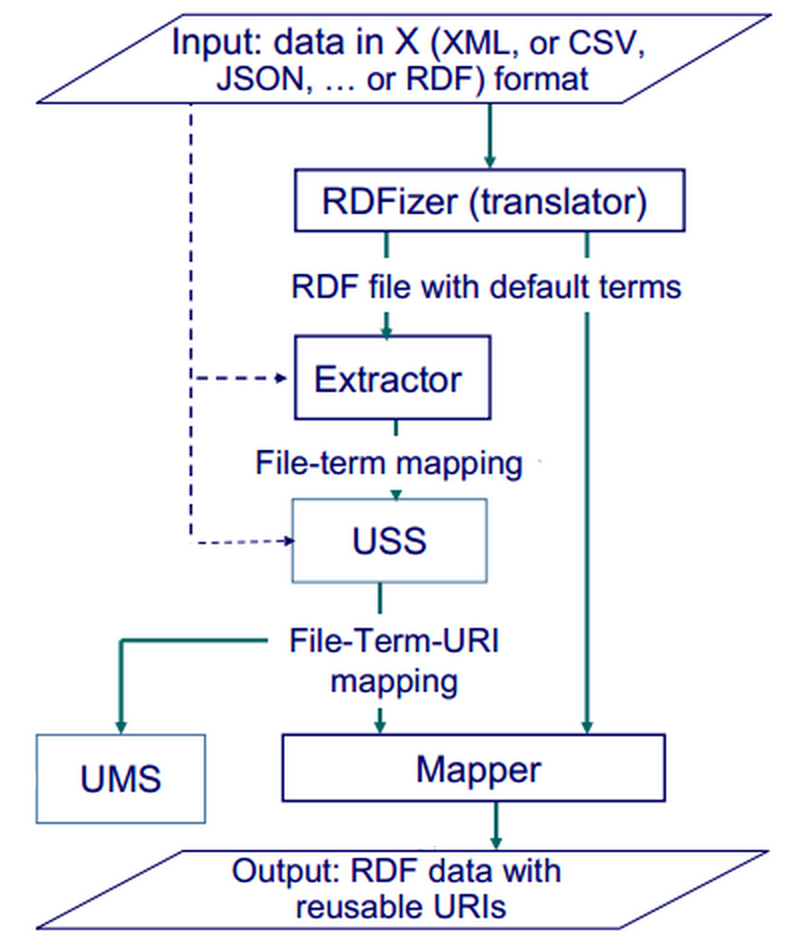 Input: data in X (XML, or CSV,
JSON, … or RDF) format
RDFizer (translator)
RDF file with default terms
Extractor
File-term mapping
USS
File-Term-URI
mapping
UMS
Mapper
Output: RDF data with
reusable URIs